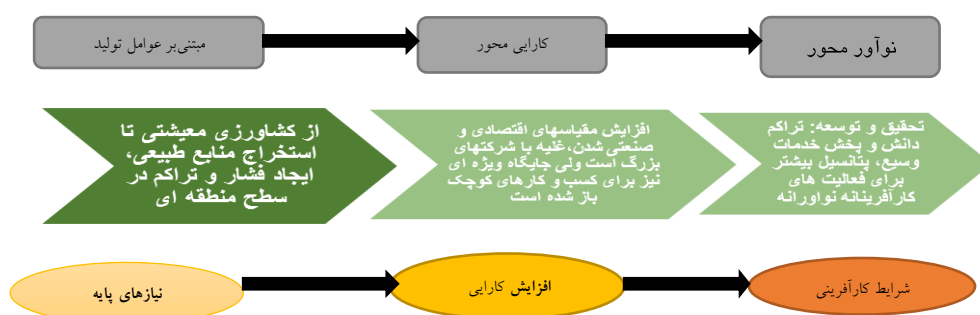 مبتنی‌بر عوامل تولید
کارایی محور
نوآور محور
از کشاورزی معیشتی تا
استخراج منابع طبیعی،
ایجاد فشار و تراکم در
سطح منطقه ای
افزایش مقیاسهای اقتصادی و
صنعتی شدن، غلبه با شرکتهای
بزرگ است ولی جایگاه ویژه ای
نیز برای کسب و کارهای کوچک
باز شده است
تحقیق و توسعه: تراکم
دانش و پخش خدمات
وسیع، پتانسیل بیشتر
برای فعالیت های
کارآفرینانه نواورانه
نیازهای پایه
افزایش کارایی
شرایط کارآفرینی